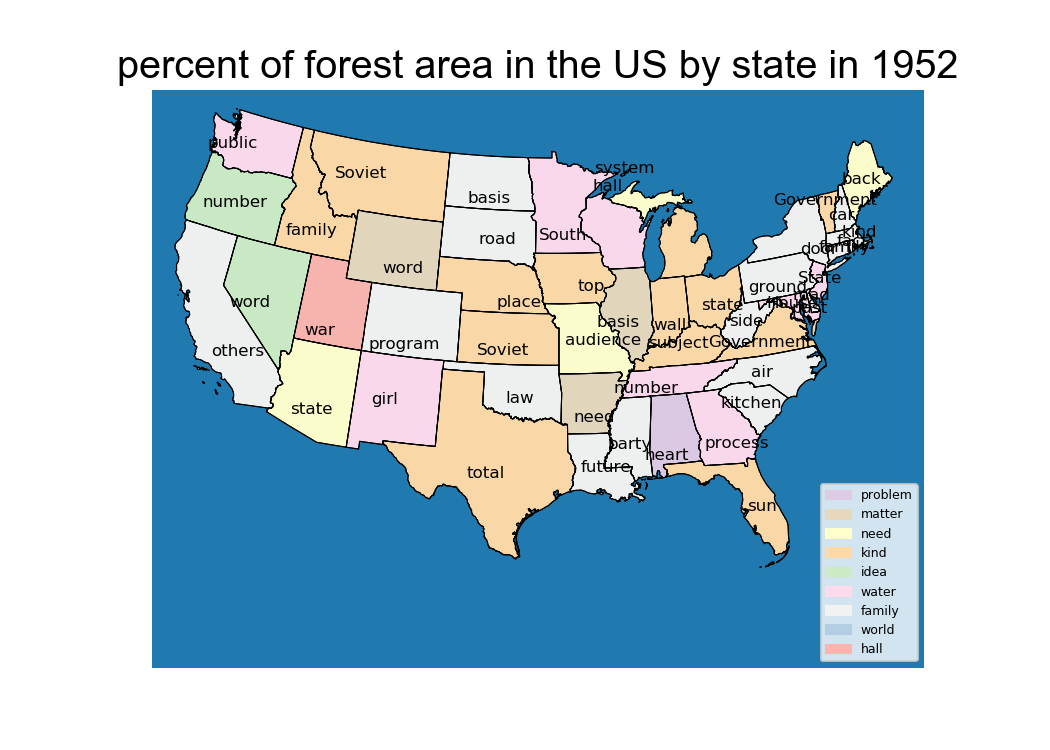 percent of forest area in the US by state in 1952
public
system
Soviet
hall
back
number
basis
Government
car
family
road
South
kind
door
word
State
word
place
top
ground
road
state
side
east
war
basis
wall
others
program
Soviet
audience
subject
Government
air
state
girl
law
number
need
kitchen
party
heart
process
total
future
sun
problem
matter
need
kind
idea
water
family
world
hall